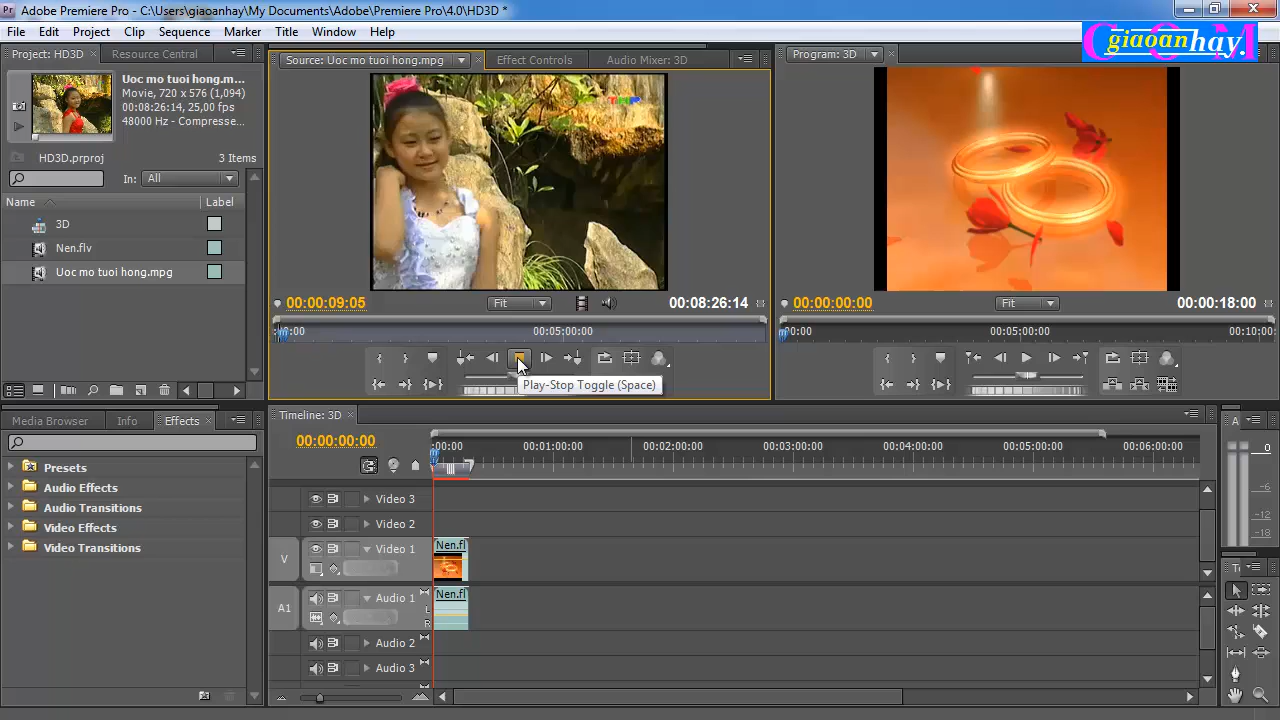 Adobe Premiere Pro - C:\Users\giaoanhay\My Documents\Adobe\Premiere Pro\4.0\HD3D *
File Edit Project Clip Sequence Marker Title Window Help
giaoanhay.
C O M
Project: HD3D
Resource Central
Uoc mo tuoi hong.m...
Movie, 720 x 576 (1,094)
00:08:26:14, 25,00 fps
48000 Hz - Compresse...
HD3D.prproj
3 Items
In: All
Name
Label
3D
Nen.flv
Uoc mo tuoi hong.mpg
Source: Uoc mo tuoi hong.mpg
Effect Controls
Audio Mixer: 3D
00:00:09:05
Fit
00:08:26:14
:00:00
00:05:00:00
Play-Stop Toggle (Space)
Program: 3D
00:00:00:00
Fit
00:00:18:00
00:00
00:05:00:00
00:10:00:
Media Browser
Info
Effects
Presets
Audio Effects
Audio Transitions
Video Effects
Video Transitions
Timeline: 3D
00:00:00:00
:00:00
00:01:00:00
00:02:00:00
00:03:00:00
00:04:00:00
00:05:00:00
00:06:00:00
Video 3
Video 2
V
Video 1
Nen.fl
A1
Audio 1
L
R
Nen.fl
Audio 2
Audio 3
A
0
-6
-12
-18
To